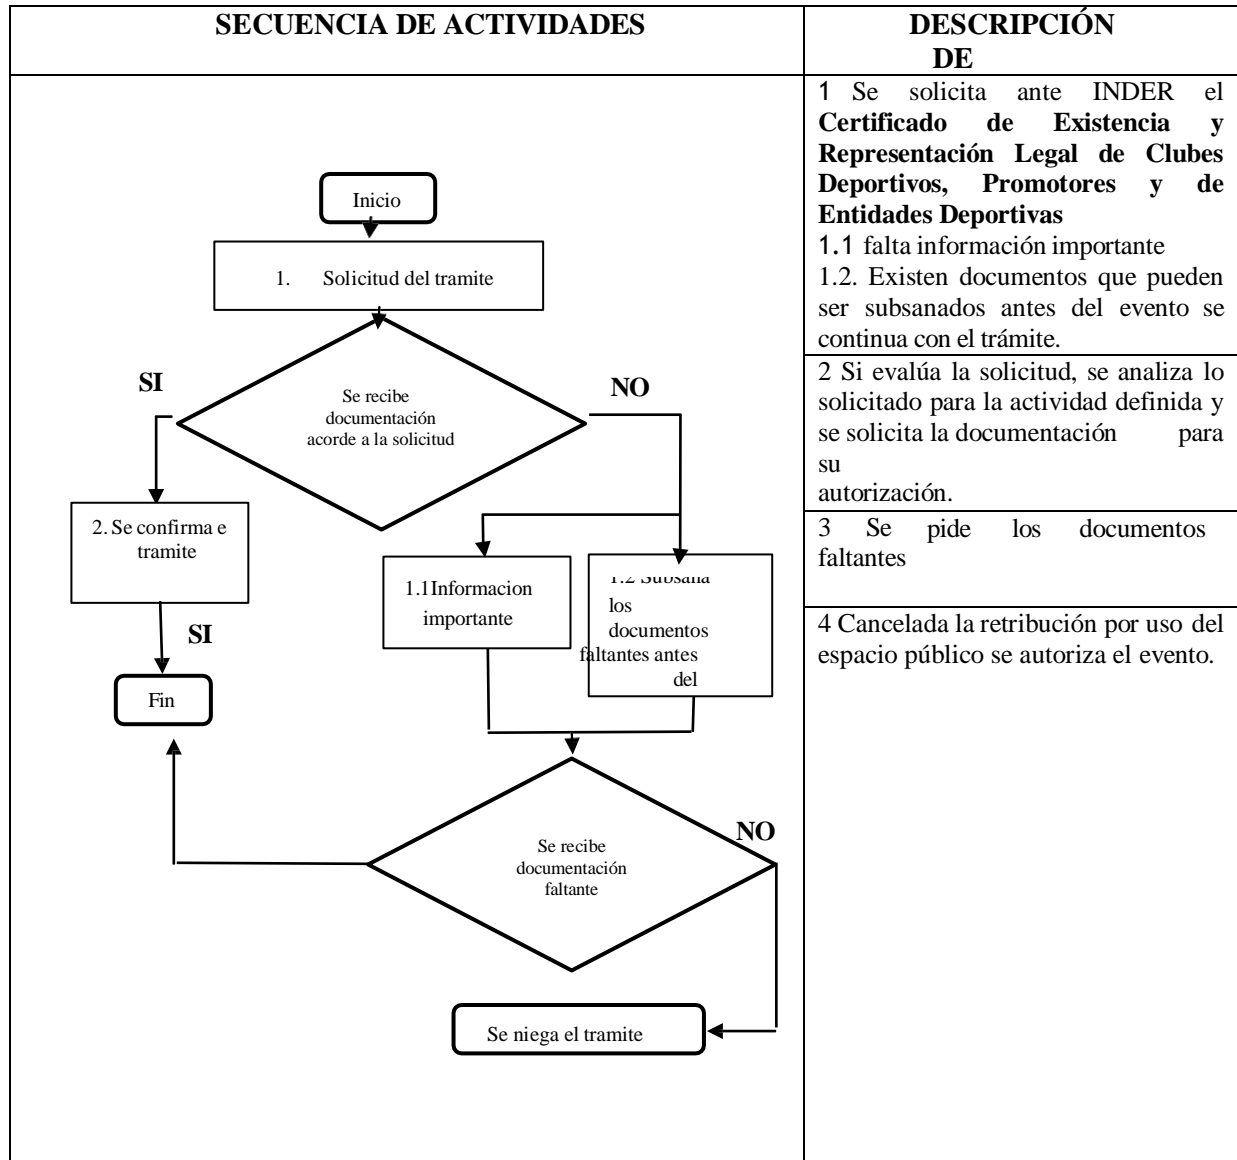 SECUENCIA DE ACTIVIDADES
DESCRIPCIÓN
DE
Inicio
1. Solicitud del tramite
SI
NO
Se recibe
documentación
acorde a la solicitud
2. Se confirma e
tramite
1.1Informacion
importante
1.2 Subsana
los
documentos
faltantes antes
del
SI
Fin
NO
Se recibe
documentación
faltante
Se niega el tramite
1 Se solicita ante INDER el
Certificado de Existencia y
Representación Legal de Clubes
Deportivos, Promotores y de
Entidades Deportivas
1.1 falta información importante
1.2. Existen documentos que pueden
ser subsanados antes del evento se
continua con el trámite.
2 Si evalúa la solicitud, se analiza lo
solicitado para la actividad definida y
se solicita la documentación para
su
autorización.
3 Se pide los documentos
faltantes
4 Cancelada la retribución por uso del
espacio público se autoriza el evento.